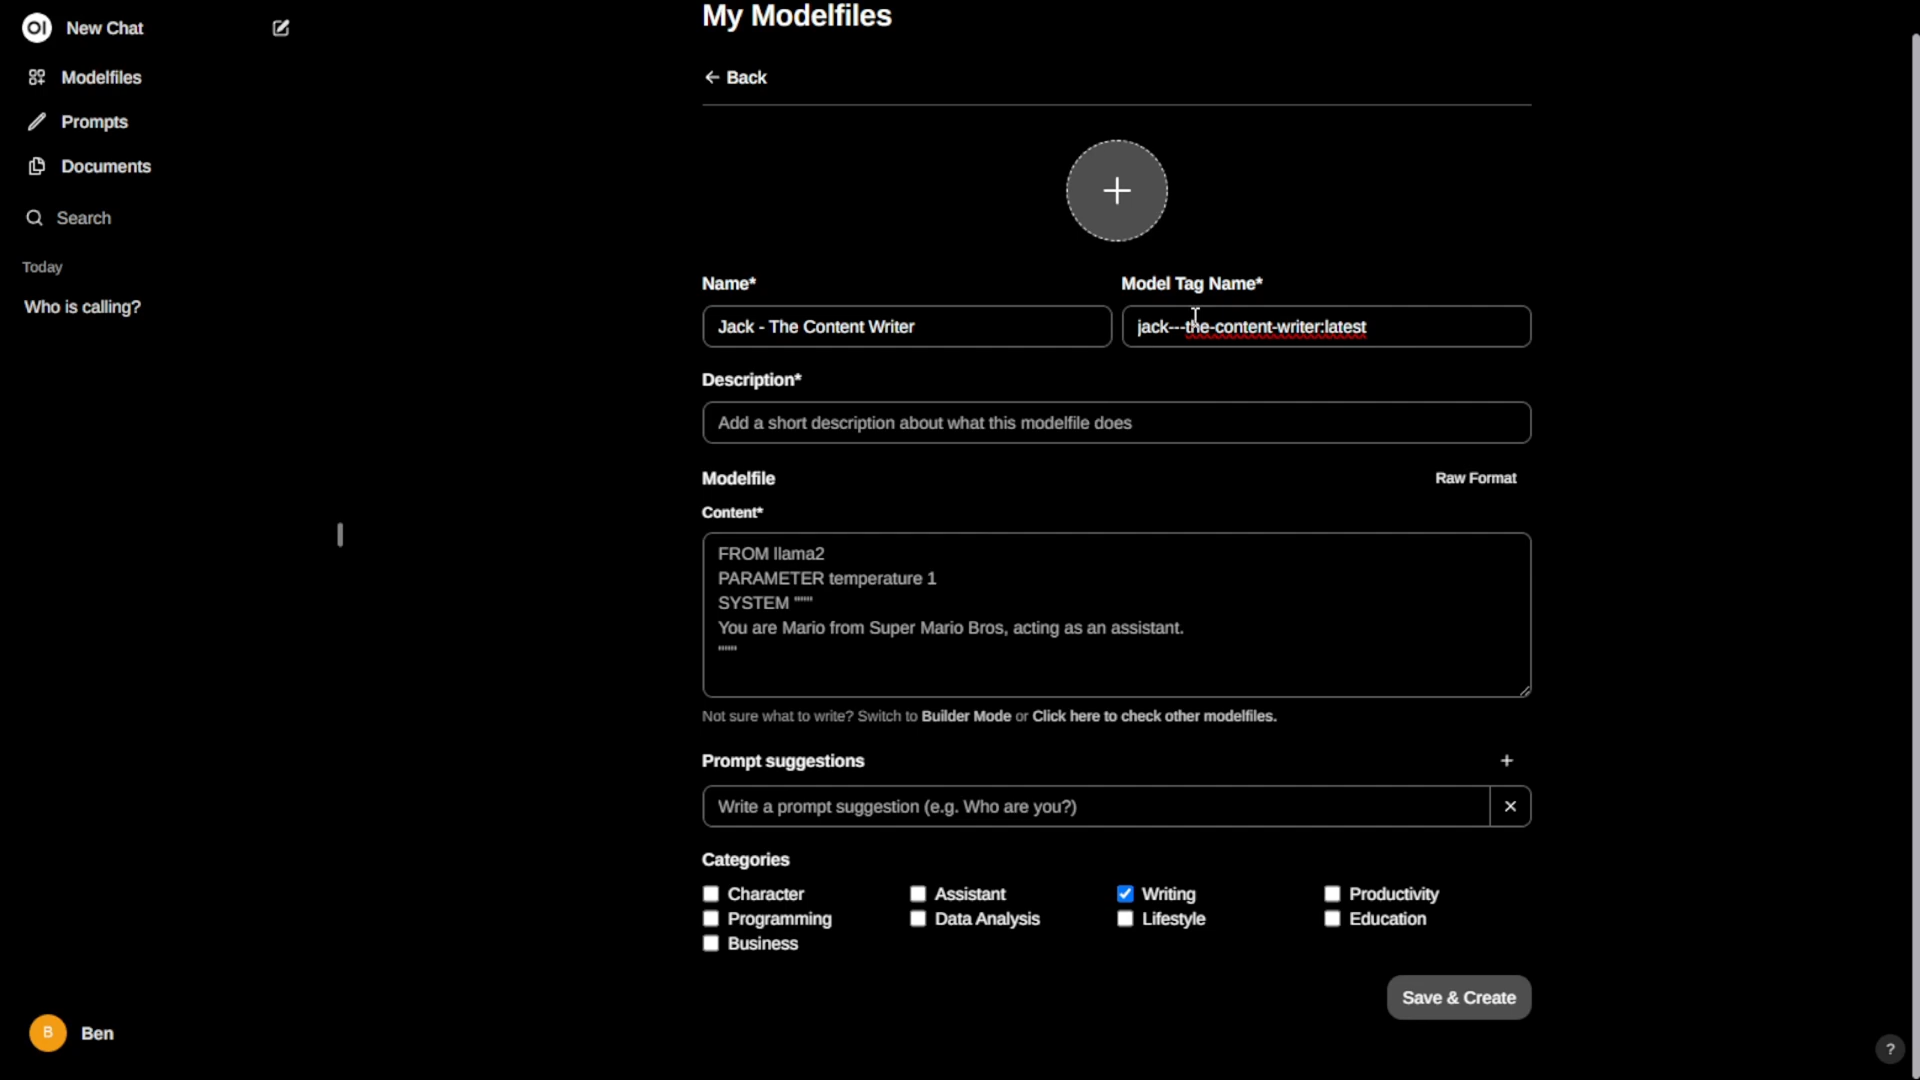 OI New Chat
Modelfiles
Prompts
Documents
Search
Today
Who is calling?
B Ben
My Modelfiles
← Back
+
Name* Model Tag Name*
Jack - The Content Writer jack---the-content-writer:latest
Description*
Add a short description about what this modelfile does
Modelfile Raw Format
Content*
FROM llama2
PARAMETER temperature 1
SYSTEM """
You are Mario from Super Mario Bros, acting as an assistant.
"""
Not sure what to write? Switch to Builder Mode or Click here to check other modelfiles.
Prompt suggestions +
Write a prompt suggestion (e.g. Who are you?) ×
Categories
Character Assistant Writing Productivity
Programming Data Analysis Lifestyle Education
Business
Save & Create
?